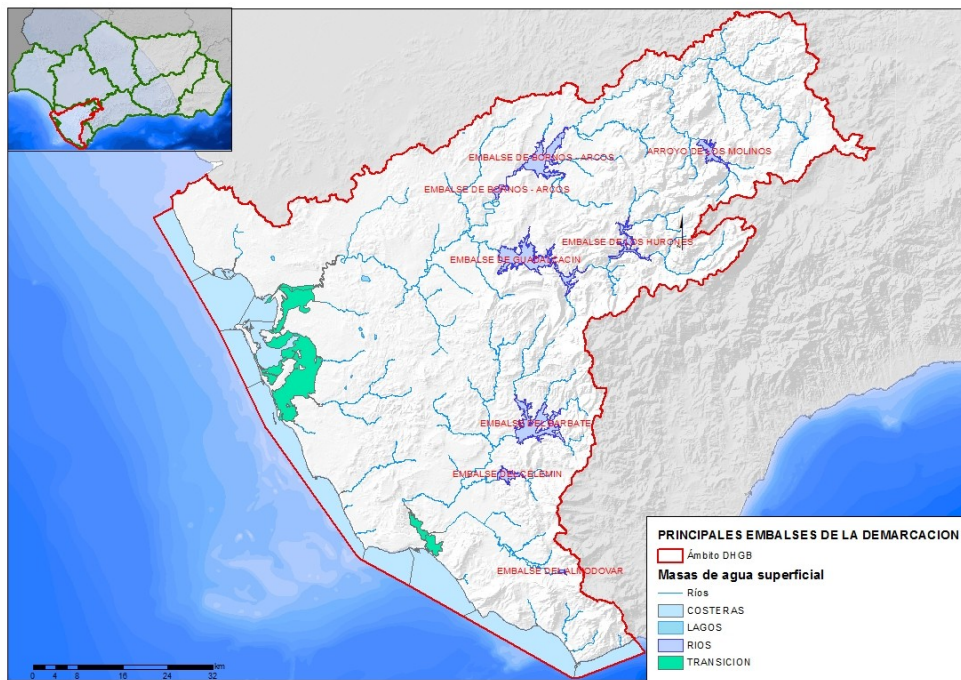 EMBALSE DE BORNOS - ARCOS
ARROYO DE LOS MOLINOS
EMBALSE DE BORNOS - ARCOS
EMBALSE DE LOS HURONES
EMBALSE DE GUADALCACIN
EMBALSE DEL BARBATE
EMBALSE DEL CELEMIN
EMBALSE DEL ALMODOVAR
PRINCIPALES EMBALSES DE LA DEMARCACION
Ámbito DHGB
Masas de agua superficial
Ríos
COSTERAS
LAGOS
RIOS
TRANSICION
km
0 4 8 16 24 32